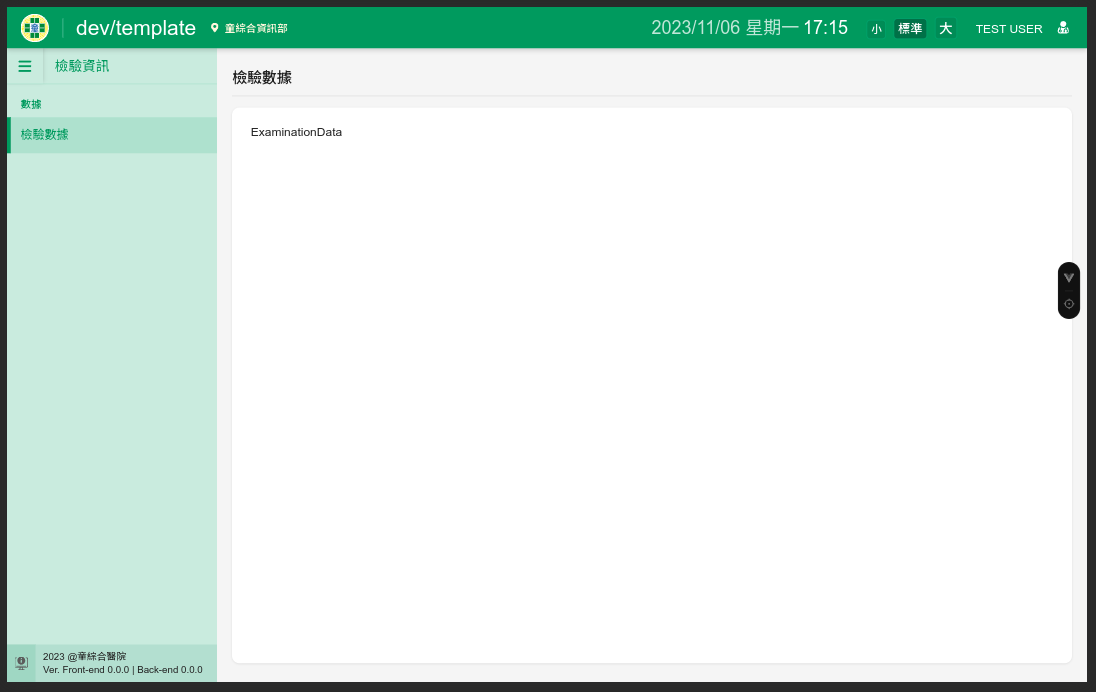 童
dev/template
童綜合資訊部
2023/11/06 星期一 17:15
小 標準 大
TEST USER
檢驗資訊
數據
檢驗數據
檢驗數據
ExaminationData
2023 @童綜合醫院
Ver. Front-end 0.0.0 | Back-end 0.0.0